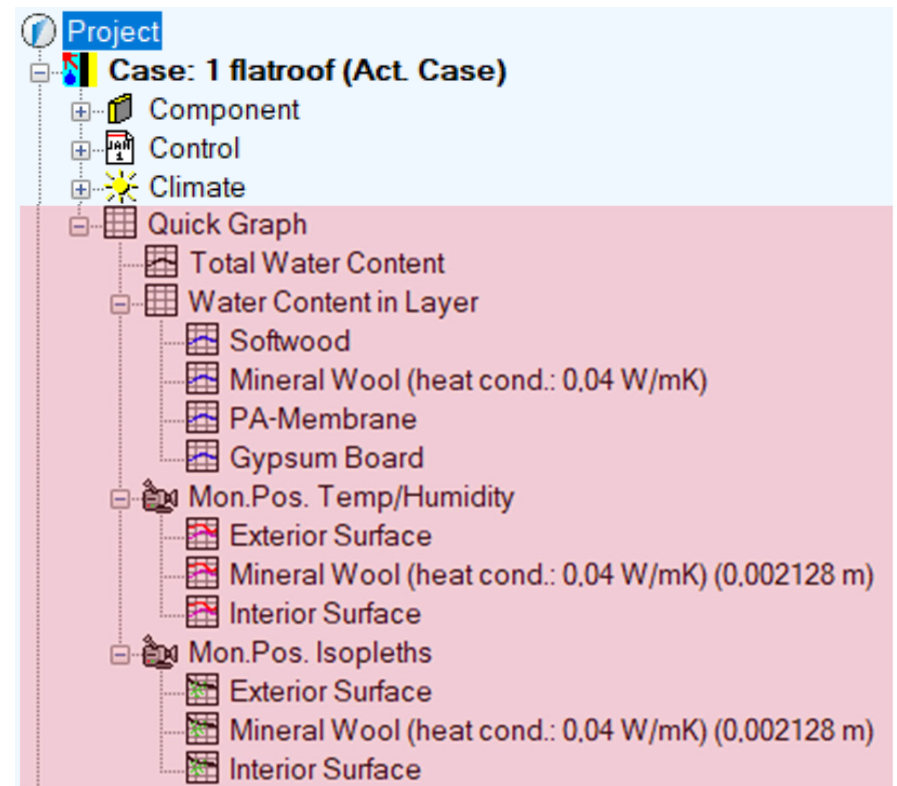 Project
Case: 1 flatroof (Act. Case)
Component
Control
Climate
Quick Graph
Total Water Content
Water Content in Layer
Softwood
Mineral Wool (heat cond.: 0,04 W/mK)
PA-Membrane
Gypsum Board
Mon.Pos. Temp/Humidity
Exterior Surface
Mineral Wool (heat cond.: 0,04 W/mK) (0,002128 m)
Interior Surface
Mon.Pos. Isopleths
Exterior Surface
Mineral Wool (heat cond.: 0,04 W/mK) (0,002128 m)
Interior Surface